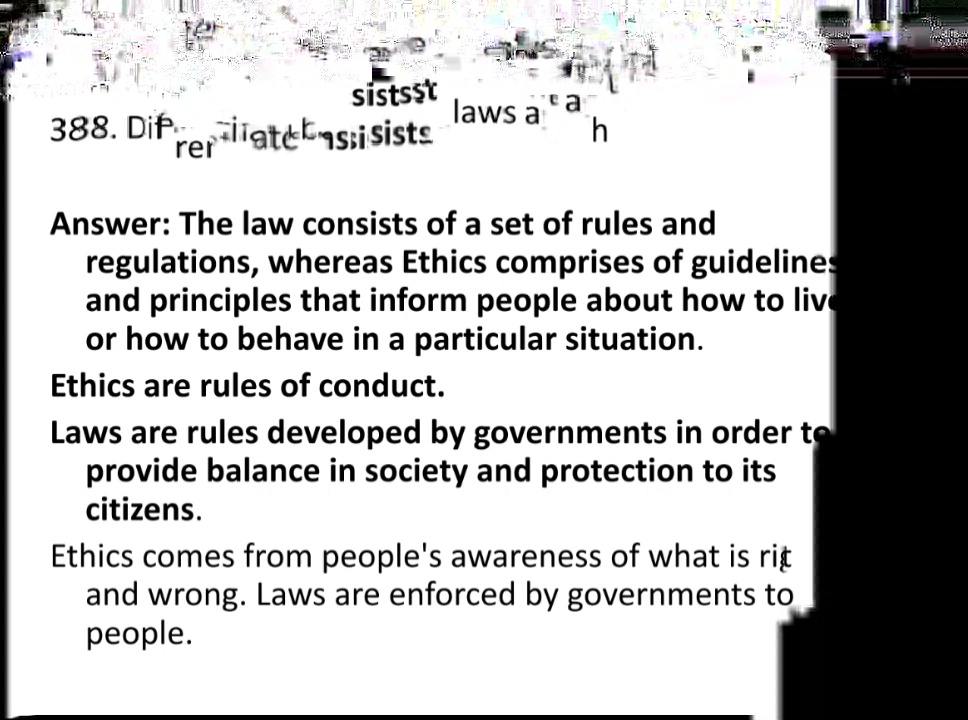 388.
laws
Answer: The law consists of a set of rules and
regulations, whereas Ethics comprises of guidelines
and principles that inform people about how to live
or how to behave in a particular situation.
Ethics are rules of conduct.
Laws are rules developed by governments in order to
provide balance in society and protection to its
citizens.
Ethics comes from people's awareness of what is
and wrong. Laws are enforced by governments to
people.